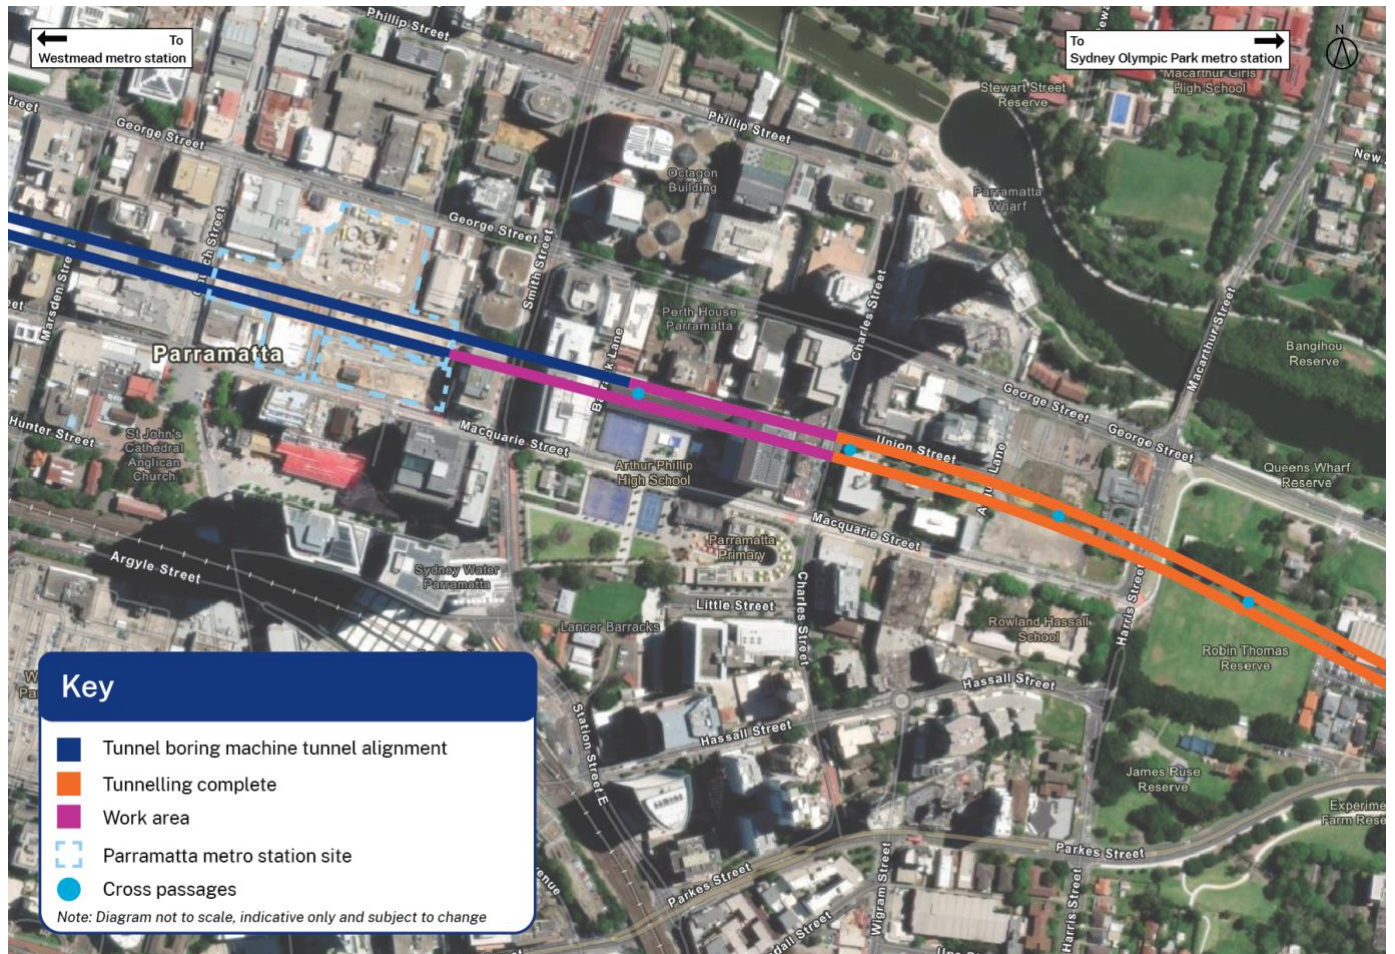 To
Westmead metro station
To
Sydney Olympic Park metro station
N
Phillip Street
Stewart Street
Reserve
Macarthur Girls
High School
George Street
Phillip Street
Octagon
Building
Parramatta
Wharf
George Street
Smith Street
Marsden Street
Perth House
Parramatta
Charles Street
Macarthur Street
Bangihou
Reserve
Parramatta
George Street
George Street
Hunter Street
St John's
Cathedral
Anglican
Church
Macquarie Street
Union Street
Arthur Phillip
High School
Queens Wharf
Reserve
Macquarie Street
Parramatta
Primary
Argyle Street
Sydney Water
Parramatta
Little Street
Charles Street
Lancer Barracks
Rowland Hassall
School
Harris Street
Robin Thomas
Reserve
Hassall Street
Hassall Street
Station Street E
James Ruse
Reserve
Parkes Street
Parkes Street
Wigram Street
Harris Street
Key
Tunnel boring machine tunnel alignment
Tunnelling complete
Work area
Parramatta metro station site
Cross passages
Note: Diagram not to scale, indicative only and subject to change